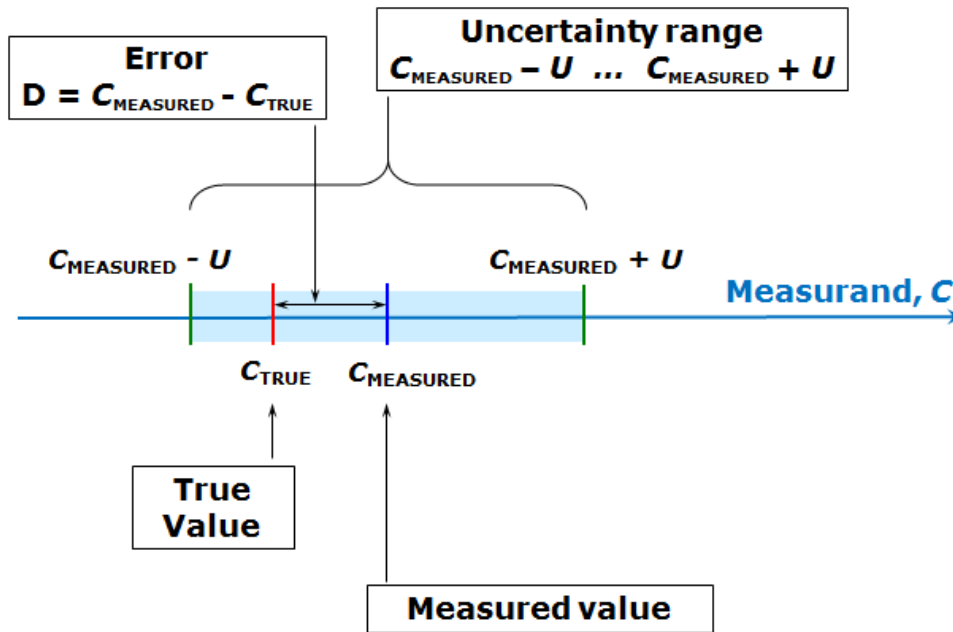 Error
D = CMEASURED - CTRUE
Uncertainty range
CMEASURED – U ... CMEASURED + U
CMEASURED - U
CMEASURED + U
Measurand, C
CTRUE
CMEASURED
True
Value
Measured value